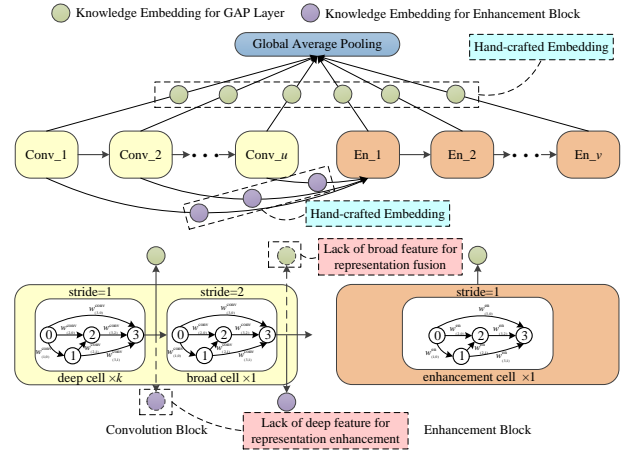 Knowledge Embedding for GAP Layer
Knowledge Embedding for Enhancement Block
Global Average Pooling
Hand-crafted Embedding
Conv_1
Conv_2
Conv_u
En_1
En_2
En_v
Hand-crafted Embedding
Lack of broad feature for
representation fusion
stride=1
stride=2
stride=1
0
1
2
3
0
1
2
3
0
1
2
3
deep cell ×k
broad cell ×1
enhancement cell ×1
Convolution Block
Lack of deep feature for
representation enhancement
Enhancement Block